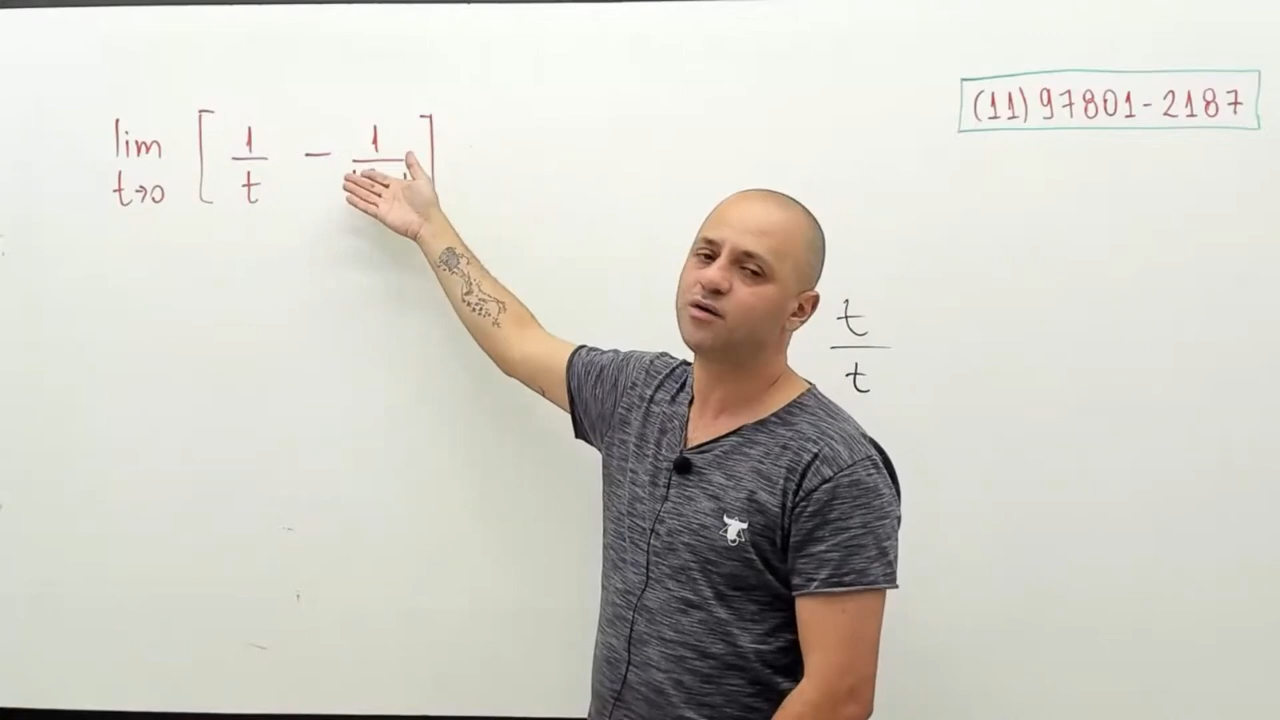 lim t→0 [ 1/t - 1/
(11) 97801-2187
t/t